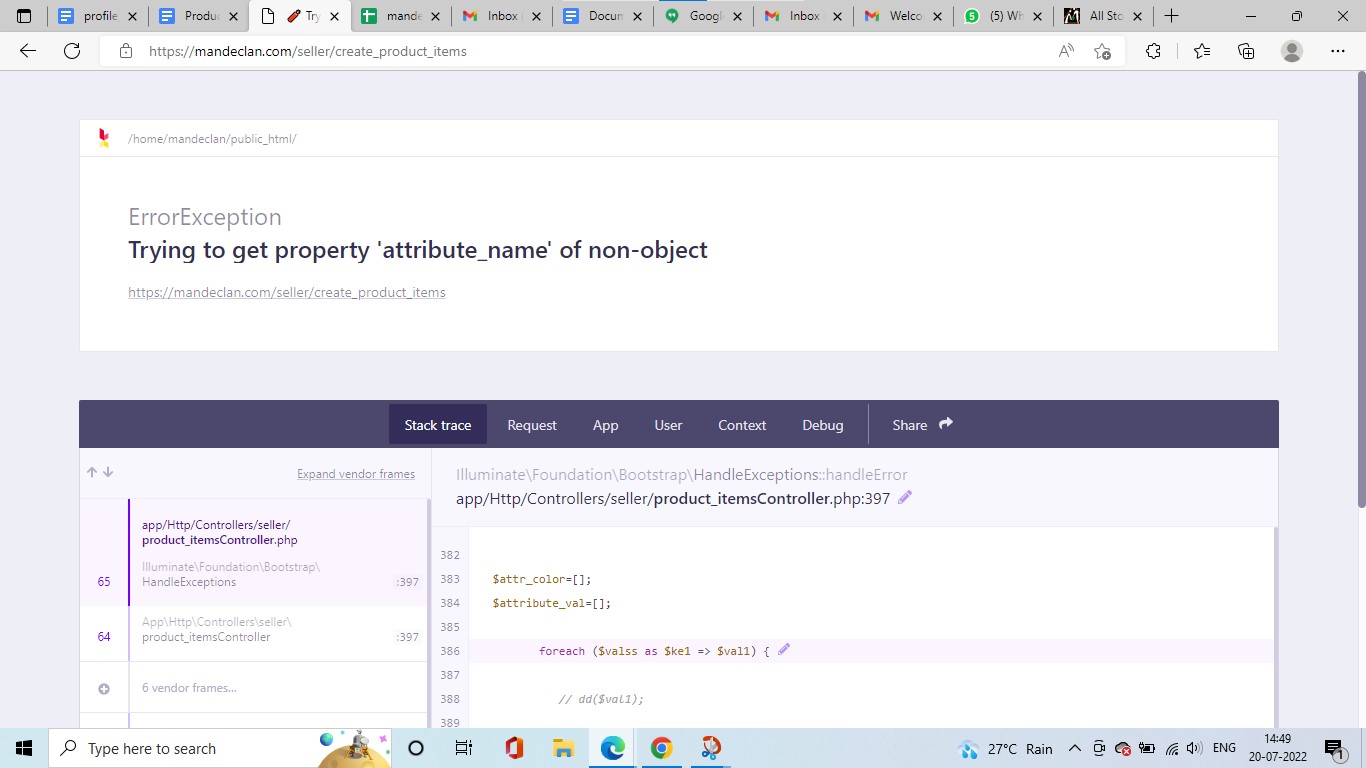 profile
Produc
Try
mande
Inbox
Docum
Googl
Inbox
Welco
(5) Wh
All Sto
https://mandeclan.com/seller/create_product_items
/home/mandeclan/public_html/
ErrorException
Trying to get property 'attribute_name' of non-object
https://mandeclan.com/seller/create_product_items
Stack trace
Request
App
User
Context
Debug
Share
Expand vendor frames
Illuminate\Foundation\Bootstrap\HandleExceptions::handleError
app/Http/Controllers/seller/product_itemsController.php:397
app/Http/Controllers/seller/
product_itemsController.php
Illuminate\Foundation\Bootstrap\
65 HandleExceptions :397
App\Http\Controllers\seller\
64 product_itemsController :397
6 vendor frames...
382
383 $attr_color=[];
384 $attribute_val=[];
385
386 foreach ($valss as $ke1 => $val1) {
387
388 // dd($val1);
389
Type here to search
27°C Rain
ENG
14:49
20-07-2022
1